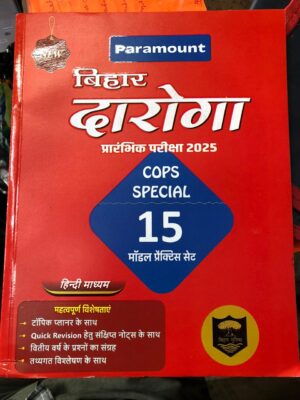 NEW
Paramount
बिहार
दारोगा
प्रारंभिक परीक्षा 2025
COPS
SPECIAL
15
मॉडल प्रैक्टिस सेट
हिन्दी माध्यम
महत्वपूर्ण विशेषताएं
टॉपिक प्लानर के साथ
Quick Revision हेतु संक्षिप्त नोट्स के साथ
वित्तीय वर्ष के प्रश्नों का संग्रह
तथ्यगत विश्लेषण के साथ
बिहार पुलिस